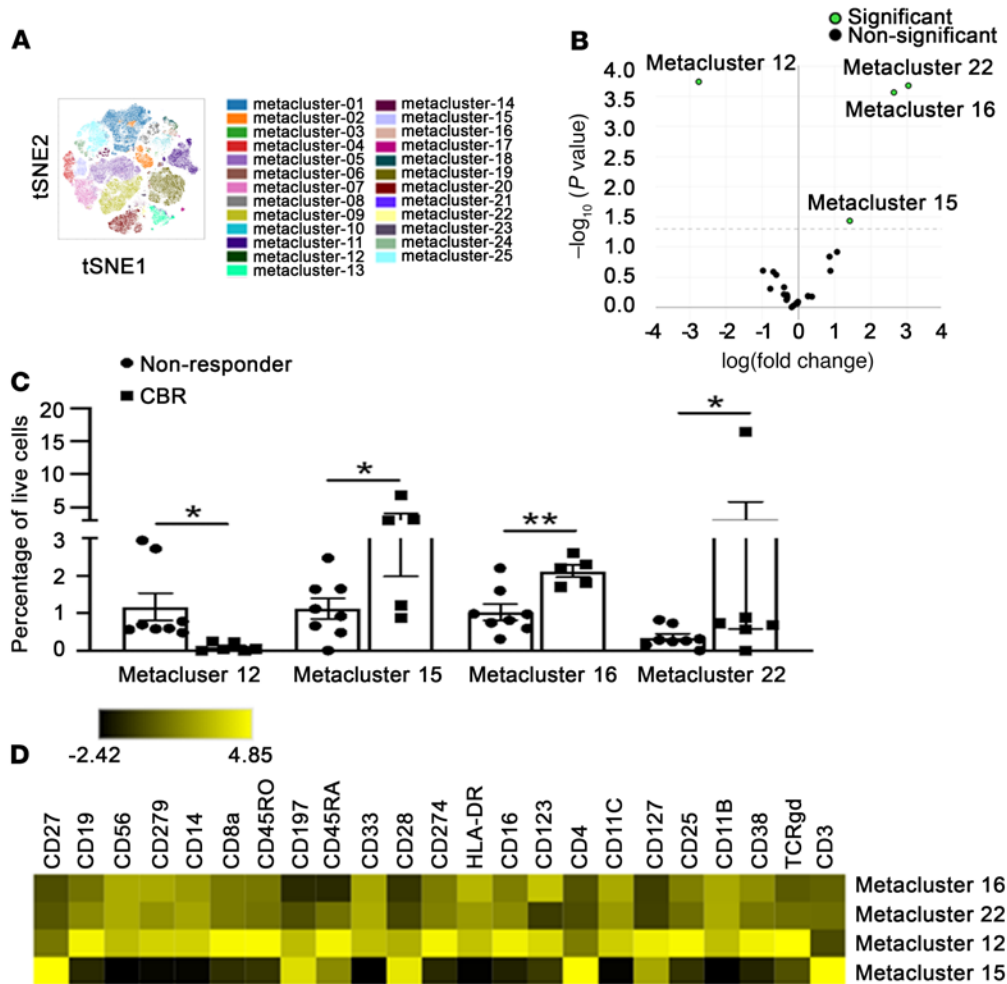 A
tSNE2
tSNE1
metacluster-01
metacluster-02
metacluster-03
metacluster-04
metacluster-05
metacluster-06
metacluster-07
metacluster-08
metacluster-09
metacluster-10
metacluster-11
metacluster-12
metacluster-13
metacluster-14
metacluster-15
metacluster-16
metacluster-17
metacluster-18
metacluster-19
metacluster-20
metacluster-21
metacluster-22
metacluster-23
metacluster-24
metacluster-25
B
Significant
Non-significant
Metacluster 12
Metacluster 22
Metacluster 16
Metacluster 15
–log10 (P value)
4.0
3.5
3.0
2.5
2.0
1.5
1.0
0.5
0.0
-4 -3 -2 -1 0 1 2 3 4
log(fold change)
C
Non-responder
CBR
Percentage of live cells
20
15
10
5
3
2
1
0
* * ** *
Metacluser 12 Metacluster 15 Metacluster 16 Metacluster 22
D
-2.42 4.85
CD27 CD19 CD56 CD279 CD14 CD8a CD45RO CD197 CD45RA CD33 CD28 CD274 HLA-DR CD16 CD123 CD4 CD11C CD127 CD25 CD11B CD38 TCRgd CD3
Metacluster 16
Metacluster 22
Metacluster 12
Metacluster 15